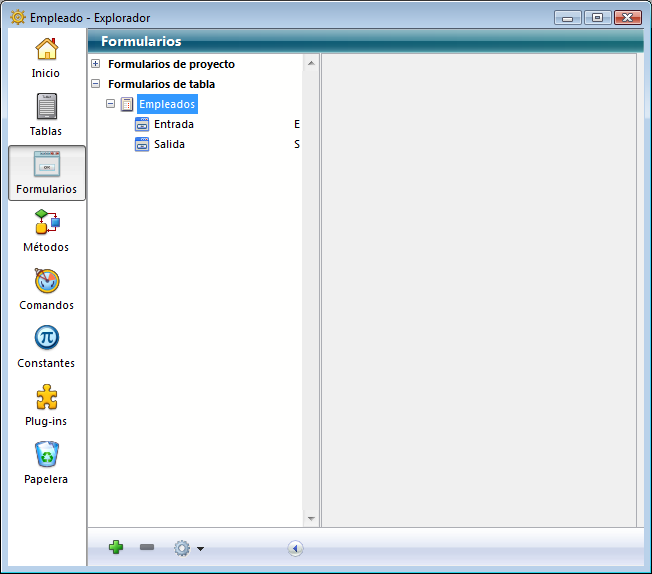 Empleado - Explorador
Formularios
Inicio
Tablas
Formularios
Métodos
Comandos
Constantes
Plug-ins
Papelera
Formularios de proyecto
Formularios de tabla
Empleados
Entrada E
Salida S